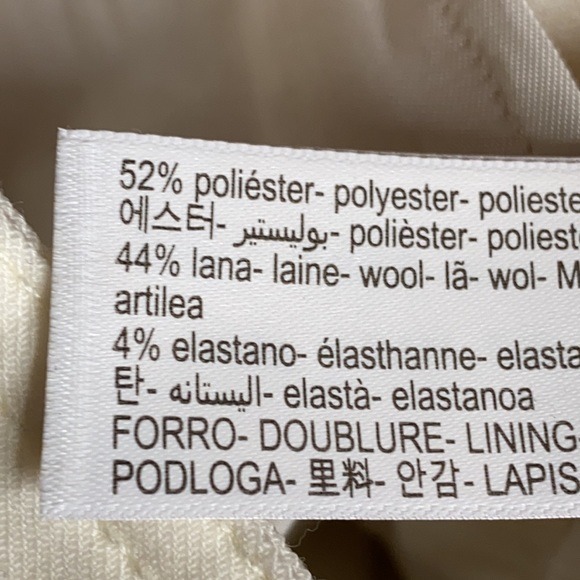 52% poliéster- polyester- polieste
에스터- بوليستير- polièster- poliest
44% lana- laine- wool- lã- wol- M
artilea
4% elastano- élasthanne- elasta
탄- اليستانه- elastà- elastanoa
FORRO- DOUBLURE- LINING-
PODLOGA- 里料- 안감- LAPIS